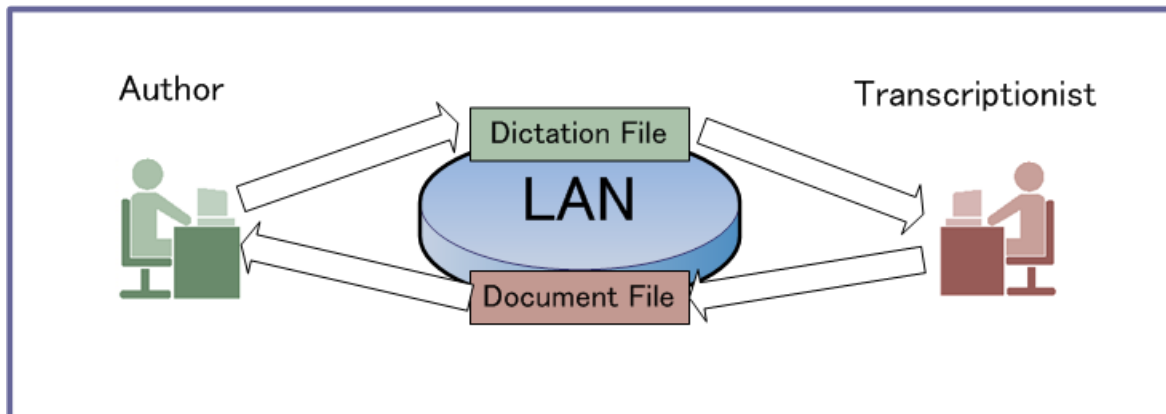 Author
Transcriptionist
Dictation File
LAN
Document File